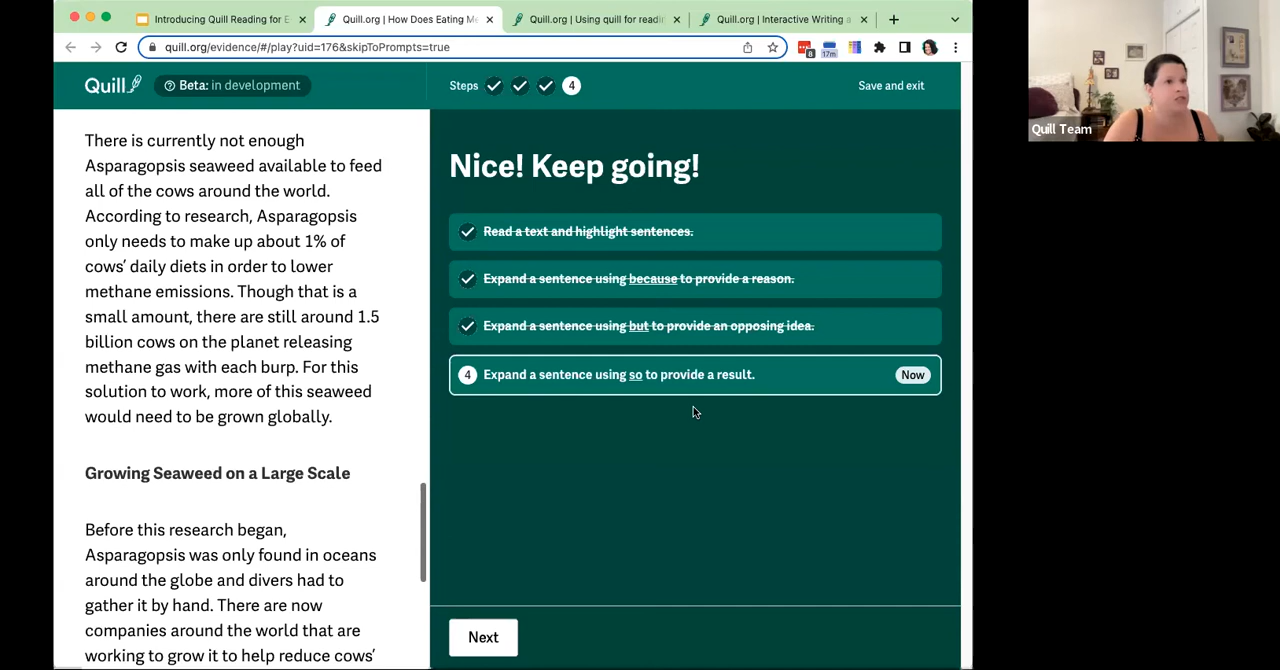 Introducing Quill Reading for E
Quill.org | How Does Eating Me
Quill.org | Using quill for readi
Quill.org | Interactive Writing a
quill.org/evidence/#/play?uid=176&skipToPrompts=true
8
17m
Quill
Beta: in development
Steps
4
Save and exit
There is currently not enough
Asparagopsis seaweed available to feed
all of the cows around the world.
According to research, Asparagopsis
only needs to make up about 1% of
cows’ daily diets in order to lower
methane emissions. Though that is a
small amount, there are still around 1.5
billion cows on the planet releasing
methane gas with each burp. For this
solution to work, more of this seaweed
would need to be grown globally.
Growing Seaweed on a Large Scale
Before this research began,
Asparagopsis was only found in oceans
around the globe and divers had to
gather it by hand. There are now
companies around the world that are
working to grow it to help reduce cows’
Nice! Keep going!
Read a text and highlight sentences.
Expand a sentence using because to provide a reason.
Expand a sentence using but to provide an opposing idea.
4 Expand a sentence using so to provide a result. Now
Next
Quill Team